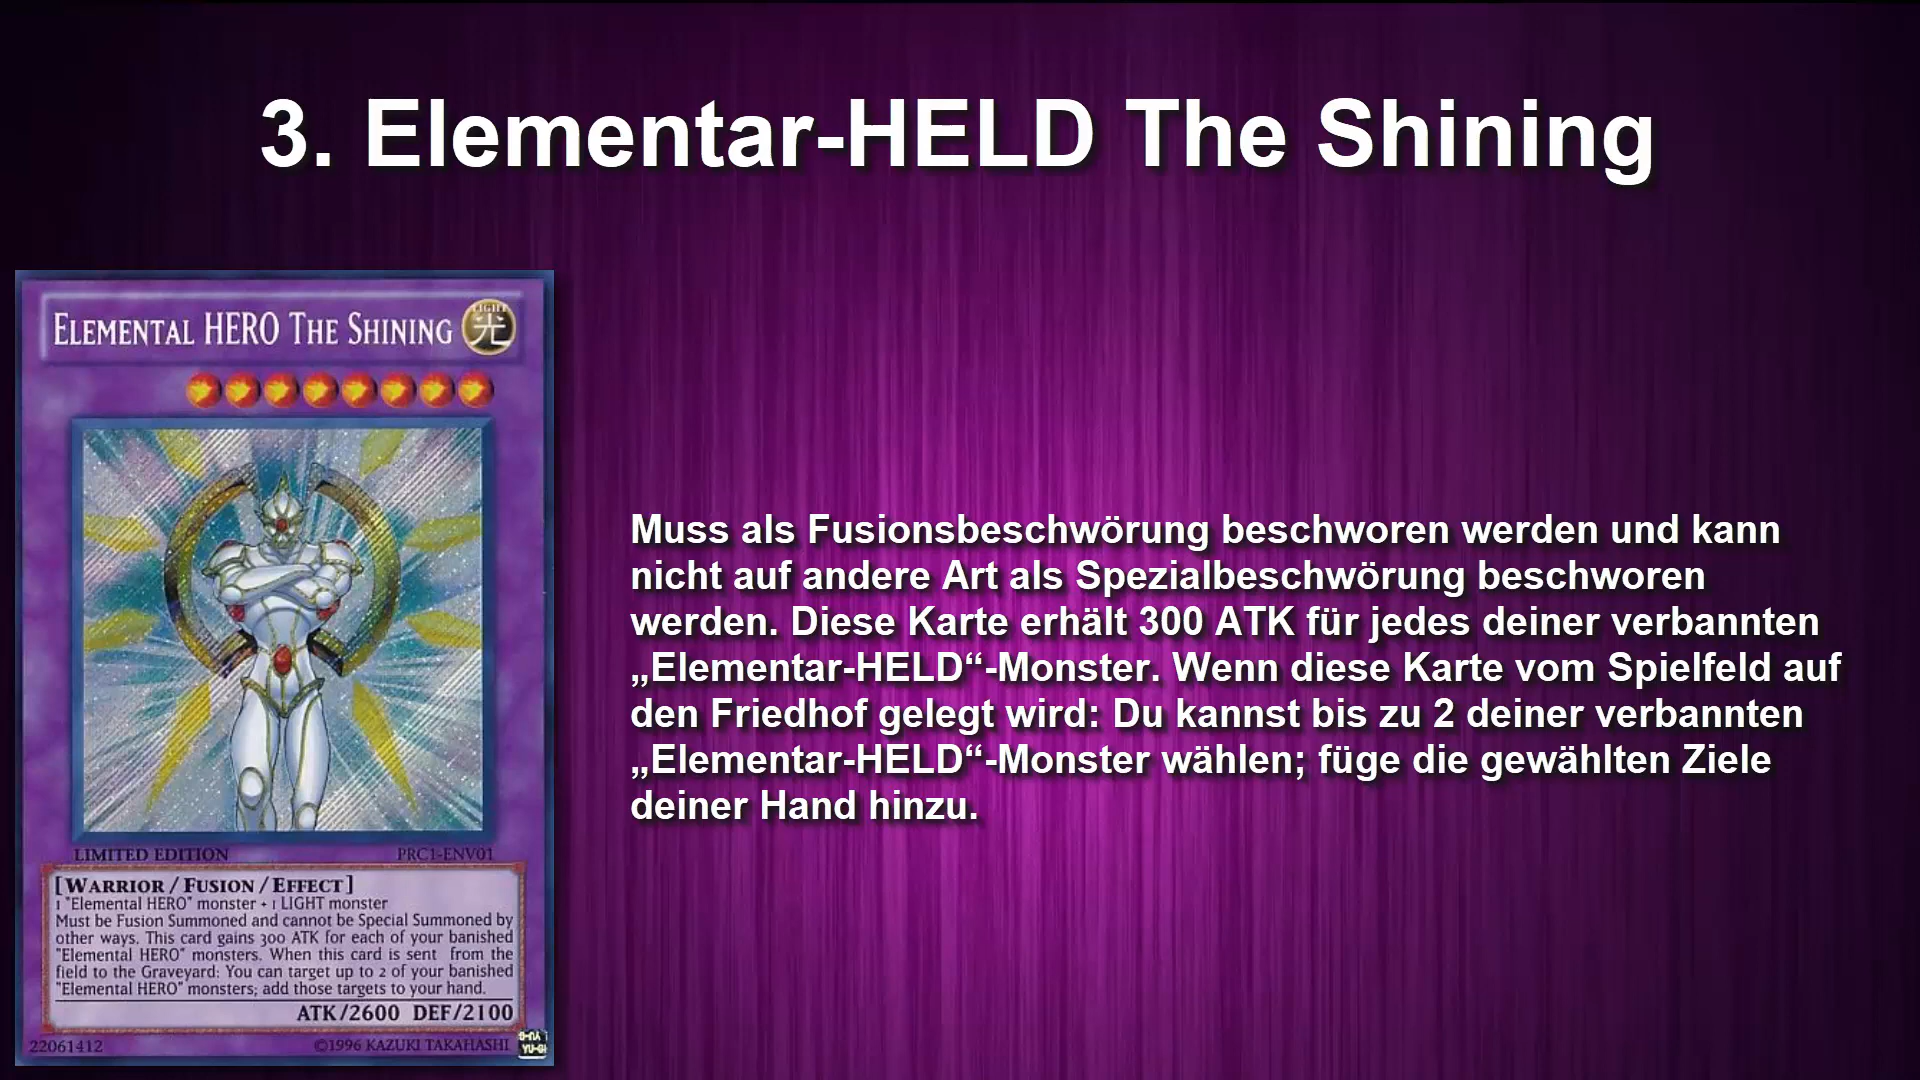 3. Elementar-HELD The Shining
ELEMENTAL HERO THE SHINING
LIGHT
光
LIMITED EDITION
PRC1-ENV01
[WARRIOR / FUSION / EFFECT]
1 "Elemental HERO" monster + 1 LIGHT monster
Must be Fusion Summoned and cannot be Special Summoned by
other ways. This card gains 300 ATK for each of your banished
"Elemental HERO" monsters. When this card is sent from the
field to the Graveyard: You can target up to 2 of your banished
"Elemental HERO" monsters; add those targets to your hand.
ATK/2600 DEF/2100
22061412
©1996 KAZUKI TAKAHASHI
Muss als Fusionsbeschwörung beschworen werden und kann
nicht auf andere Art als Spezialbeschwörung beschworen
werden. Diese Karte erhält 300 ATK für jedes deiner verbannten
„Elementar-HELD“-Monster. Wenn diese Karte vom Spielfeld auf
den Friedhof gelegt wird: Du kannst bis zu 2 deiner verbannten
„Elementar-HELD“-Monster wählen; füge die gewählten Ziele
deiner Hand hinzu.